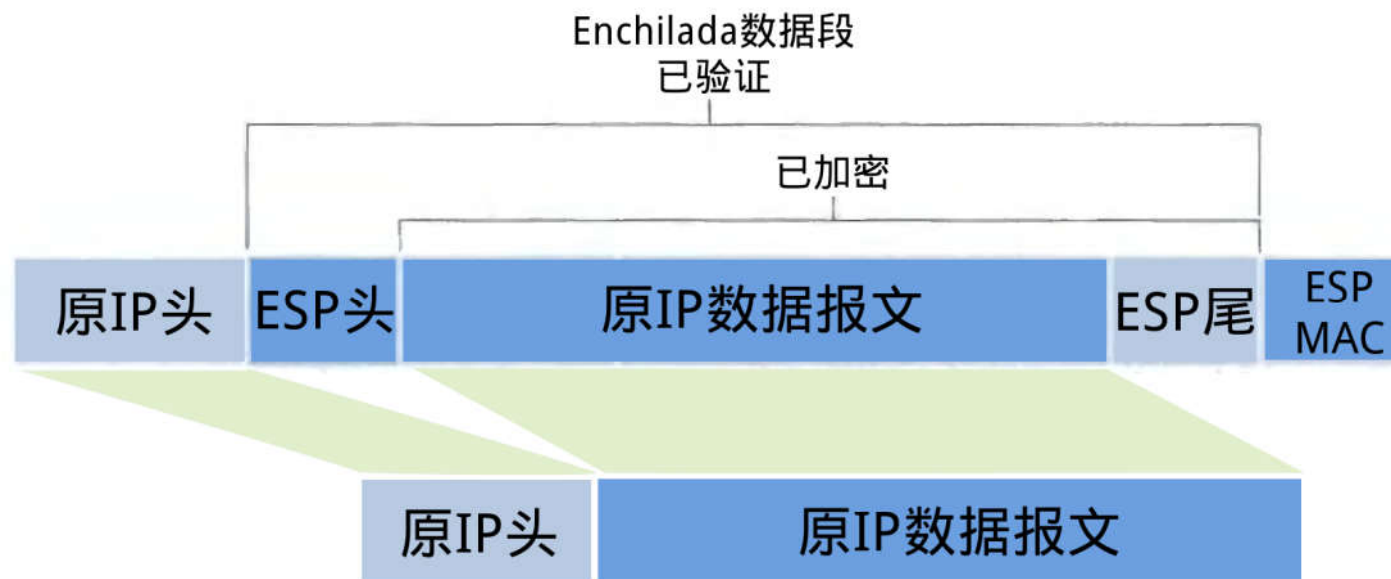 Enchilada数据段
已验证
已加密
原IP头
ESP头
原IP数据报文
ESP尾
ESP
MAC
原IP头
原IP数据报文